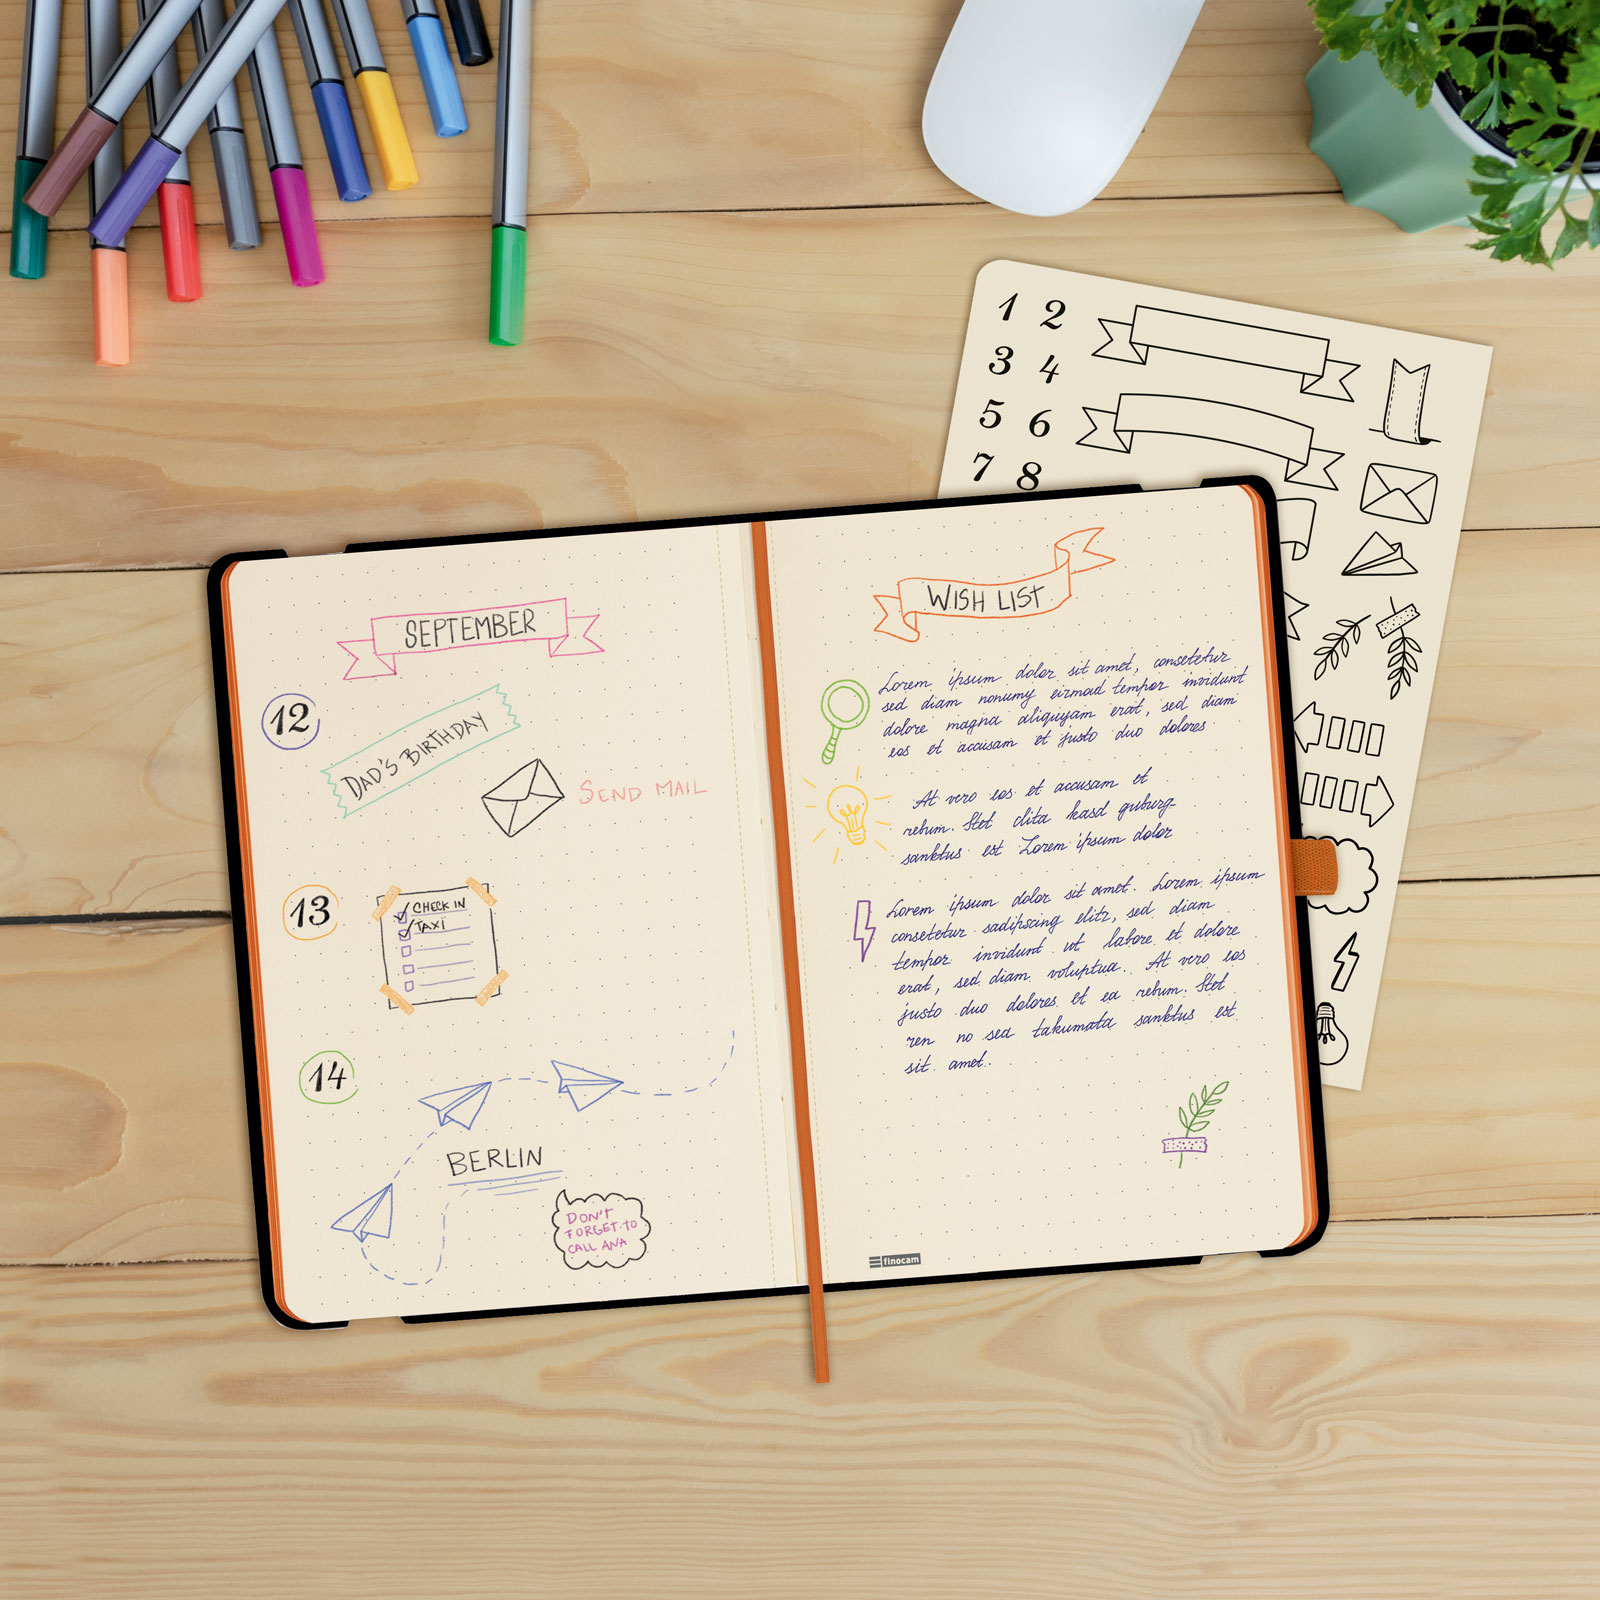 1 2
3 4
5 6
7 8
SEPTEMBER
12
DAD'S BIRTHDAY
SEND MAIL
13
CHECK IN
TAXI
14
BERLIN
DON'T
FORGET TO
CALL ANA
WISH LIST
Lorem ipsum dolor sit amet, consetetur
sed diam nonumy eirmod tempor invidunt
dolore magna aliquyam erat, sed diam
eos et accusam et justo duo dolores
At vero eos et accusam et
rebum. Stet clita kasd guburg-
sanktus est Lorem ipsum dolor
Lorem ipsum dolor sit amet. Lorem ipsum
consetetur sadipscing elitr, sed diam
tempor invidunt ut labore et dolore
erat, sed diam voluptua. At vero eos
justo duo dolores et ea rebum. Stet
ren no sea takumata sanktus est
sit amet.
finocam